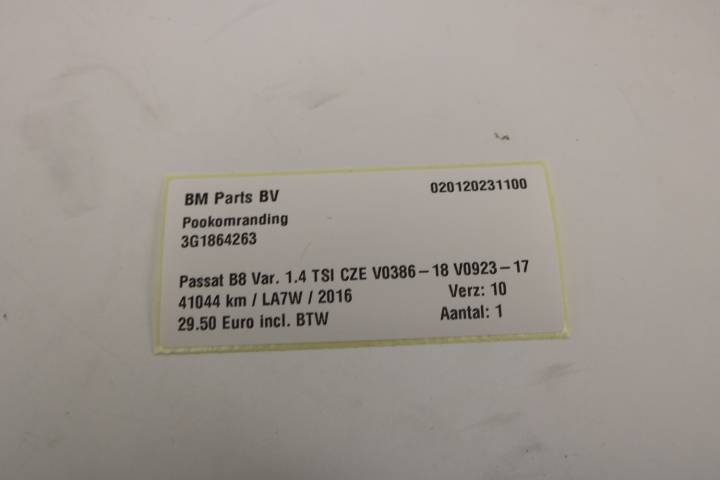 BM Parts BV 020120231100
Pookomranding
3G1864263
Passat B8 Var. 1.4 TSI CZE V0386-18 V0923-17
41044 km / LA7W / 2016 Verz: 10
29.50 Euro incl. BTW Aantal: 1